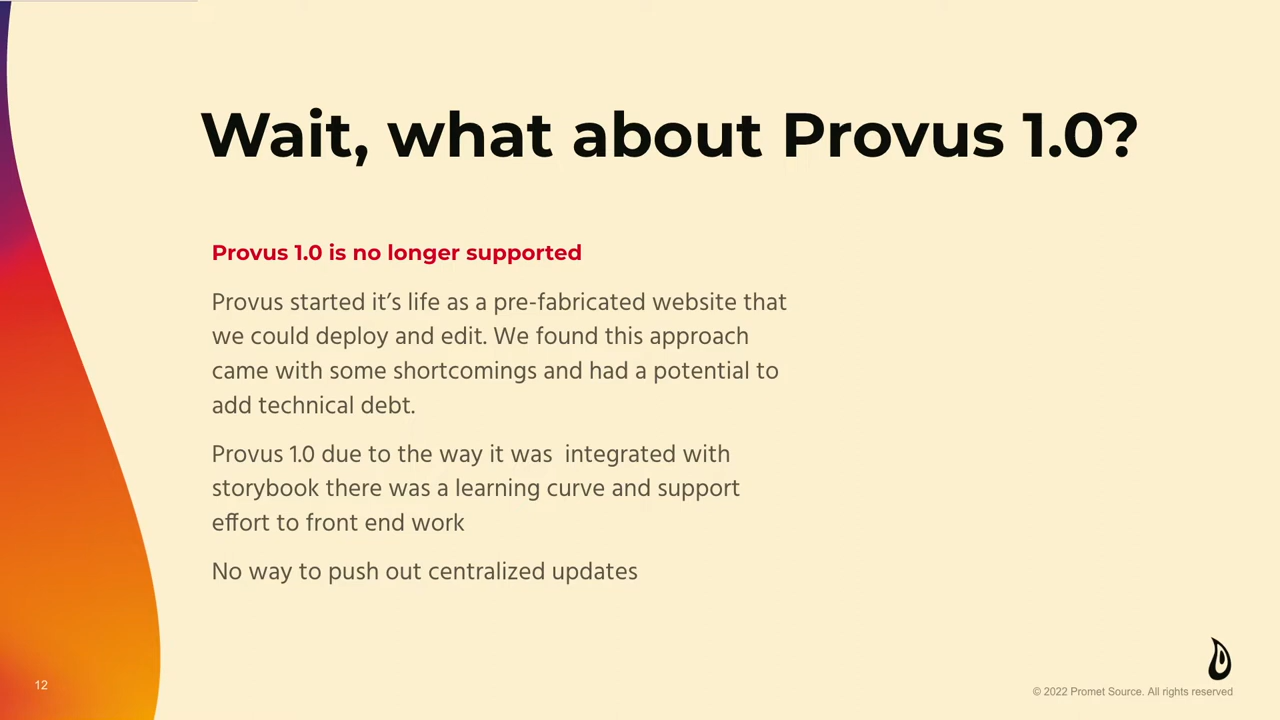 Wait, what about Provus 1.0?
Provus 1.0 is no longer supported
Provus started it’s life as a pre-fabricated website that
we could deploy and edit. We found this approach
came with some shortcomings and had a potential to
add technical debt.
Provus 1.0 due to the way it was  integrated with
storybook there was a learning curve and support
effort to front end work
No way to push out centralized updates
12
© 2022 Promet Source. All rights reserved